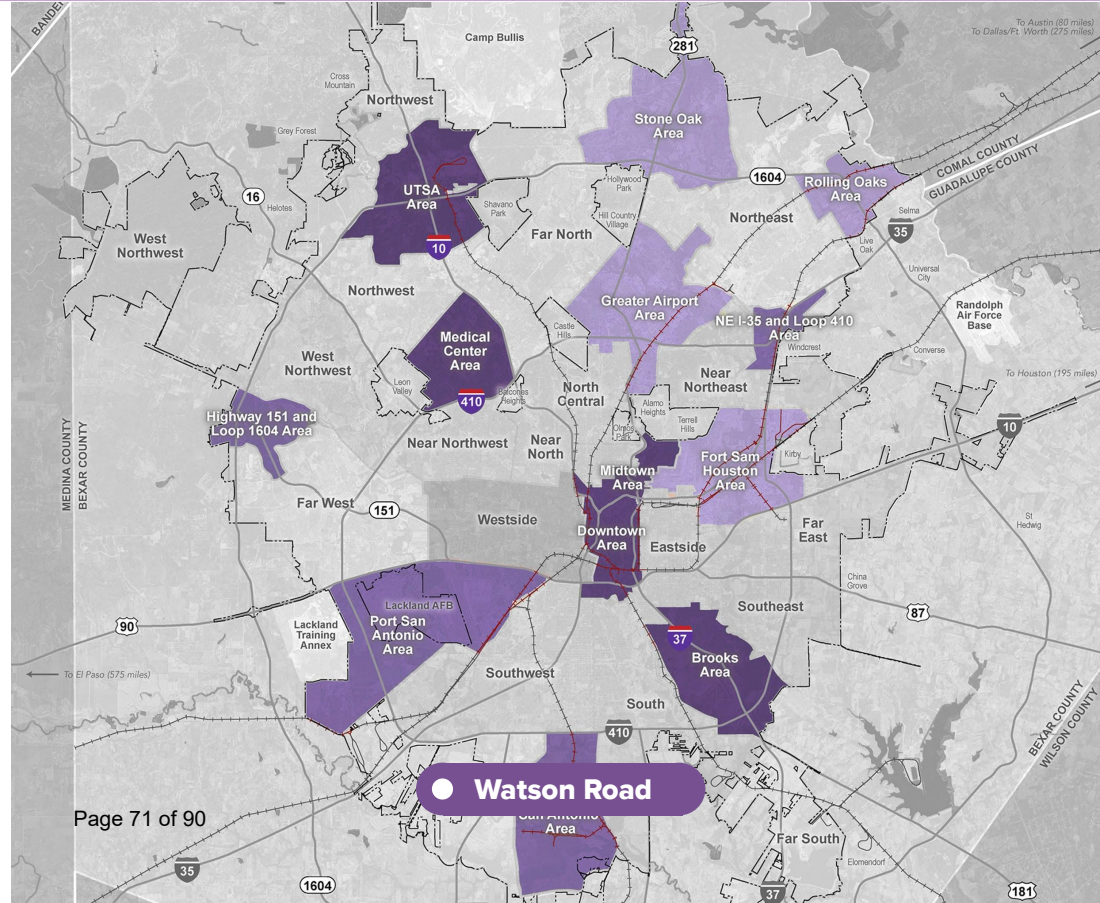 BANDE
Camp Bullis
281
To Austin (80 miles)
To Dallas/Ft. Worth (275 miles)
Cross
Mountain
Northwest
Grey Forest
Stone Oak
Area
COMAL COUNTY
GUADALUPE COUNTY
1604
Rolling Oaks
Area
Hollywood
Park
UTSA
Area
16
Helotes
Shavano
Park
Hill Country
Village
Northeast
Selma
35
Far North
West
Northwest
10
Live
Oak
Universal
City
Northwest
Greater Airport
Area
Randolph
Air Force
Base
NE I-35 and Loop 410
Area
Castle
Hills
Medical
Center
Area
Windcrest
Converse
West
Northwest
To Houston (195 miles)
Leon
Valley
Near
Northeast
North
Central
410
Balcones
Heights
Alamo
Heights
Highway 151 and
Loop 1604 Area
Terrell
Hills
Olmos
Park
10
Near Northwest
Near
North
Kirby
Fort Sam
Houston
Area
Midtown
Area
MEDINA COUNTY
BEXAR COUNTY
Far West
151
Westside
St
Hedwig
Far
East
Downtown
Area
Eastside
China
Grove
Lackland AFB
Southeast
87
90
Lackland
Training
Annex
Port San
Antonio
Area
37
Brooks
Area
To El Paso (575 miles)
Southwest
South
410
BEXAR COUNTY
WILSON COUNTY
Watson Road
Page 71 of 90
San Antonio
Area
Far South
Elomendorf
35
1604
37
181